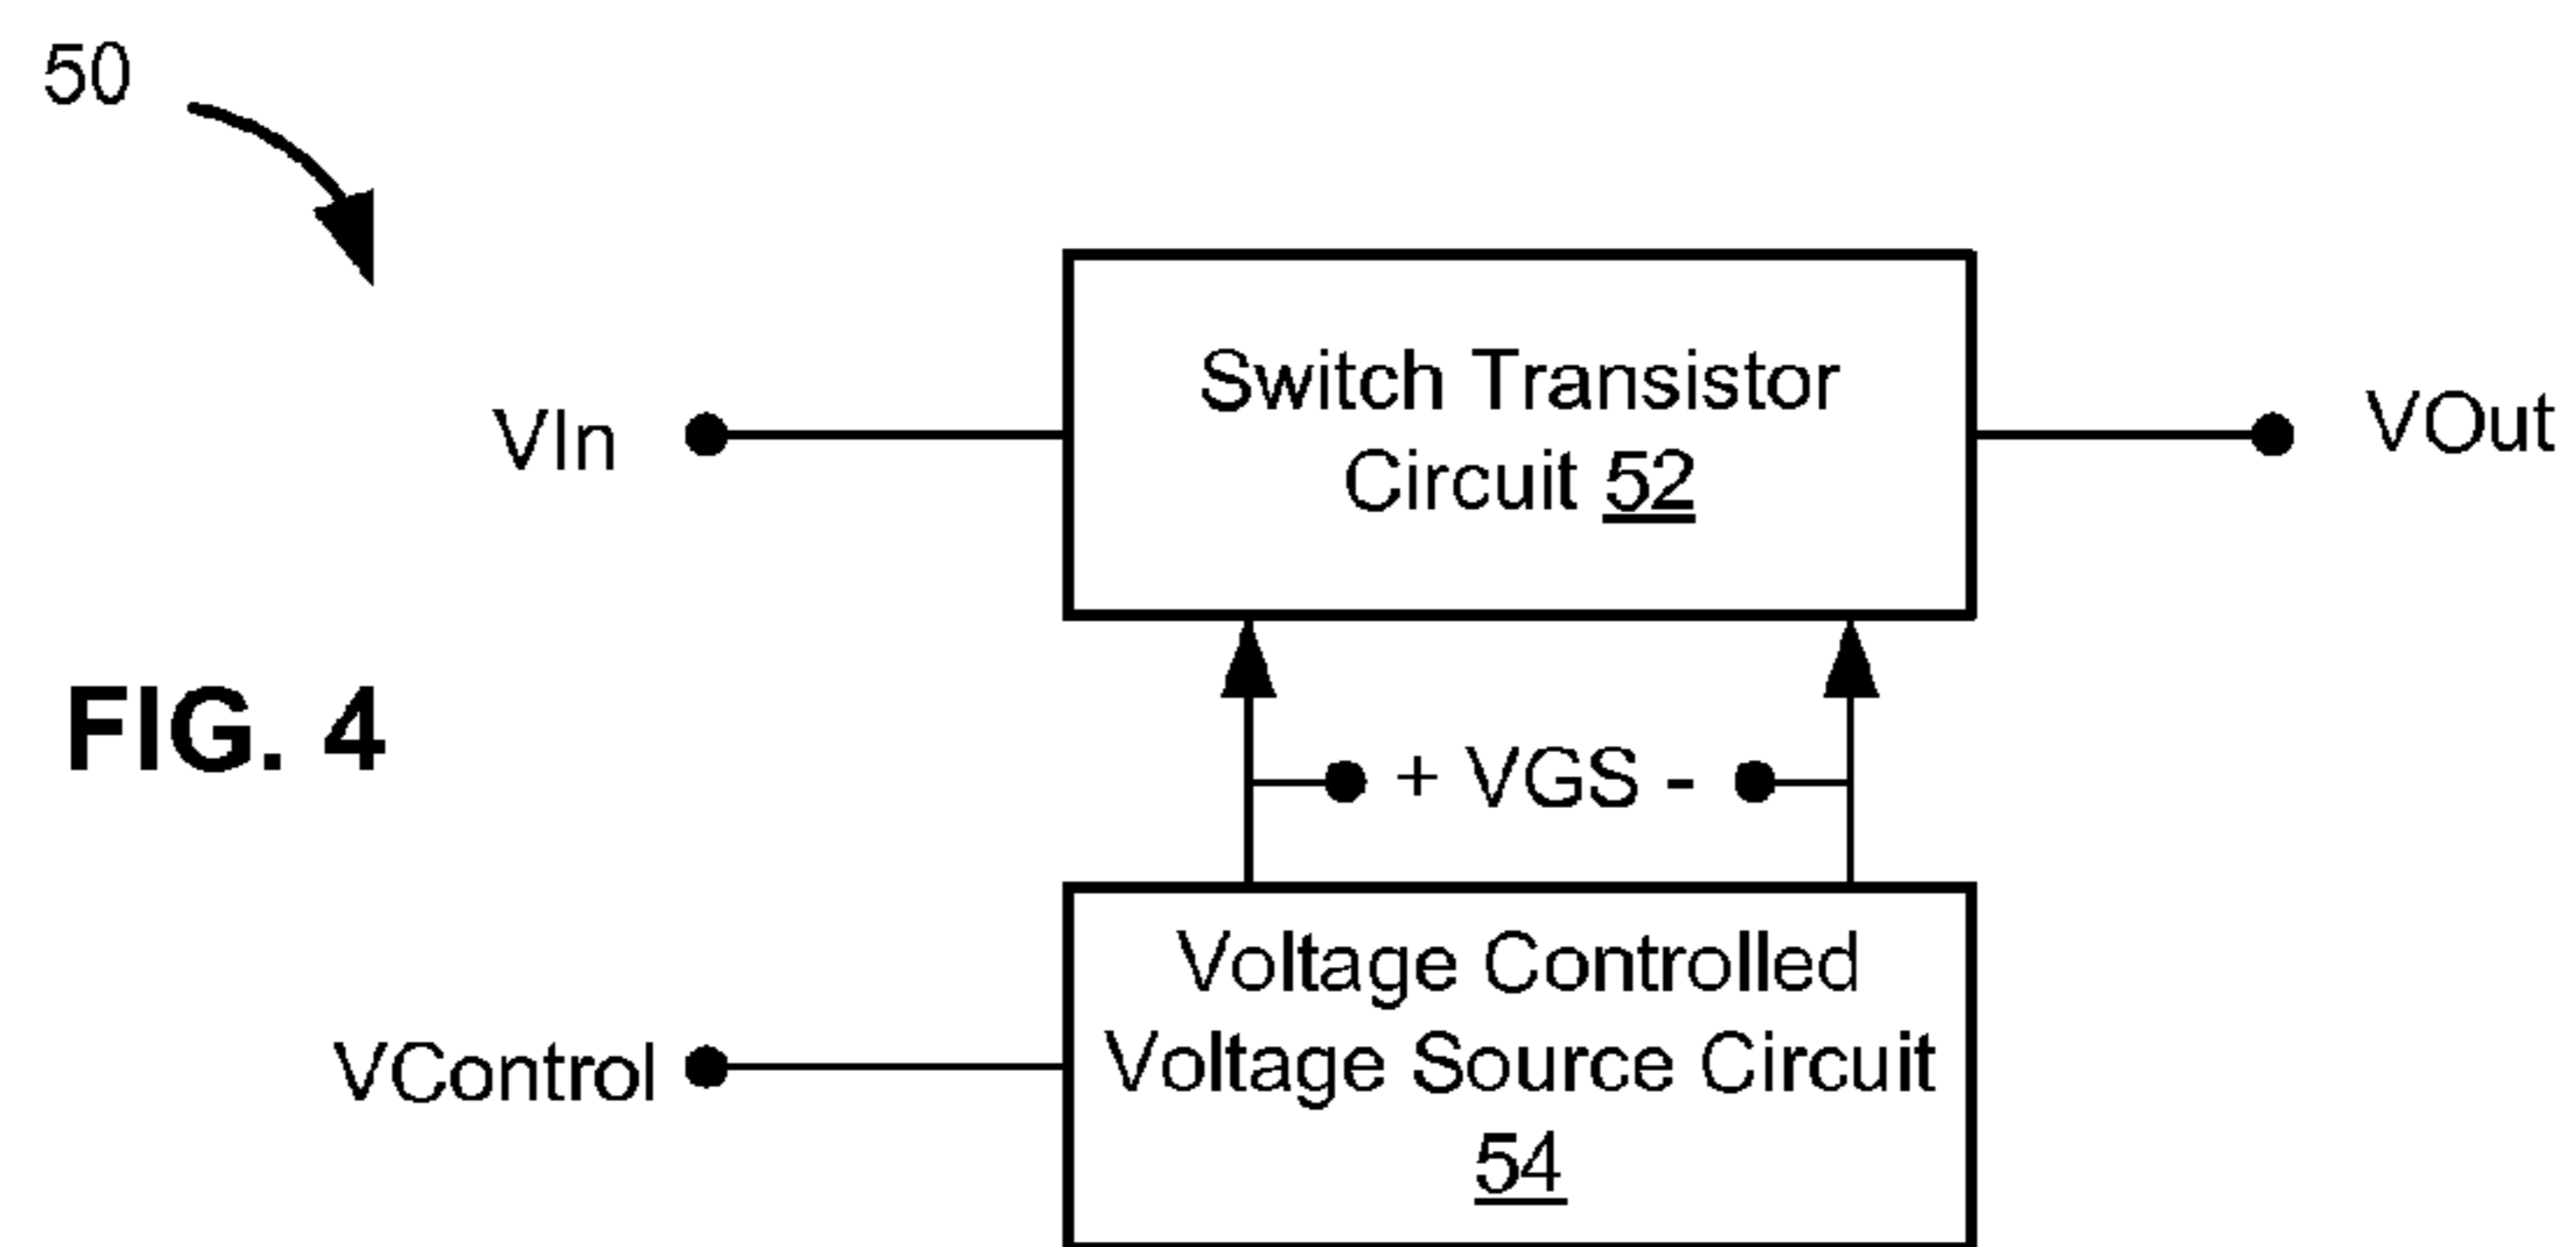 50
Switch Transistor
Circuit 52
VIn
VOut
FIG. 4
+ VGS -
Voltage Controlled
Voltage Source Circuit
54
VControl